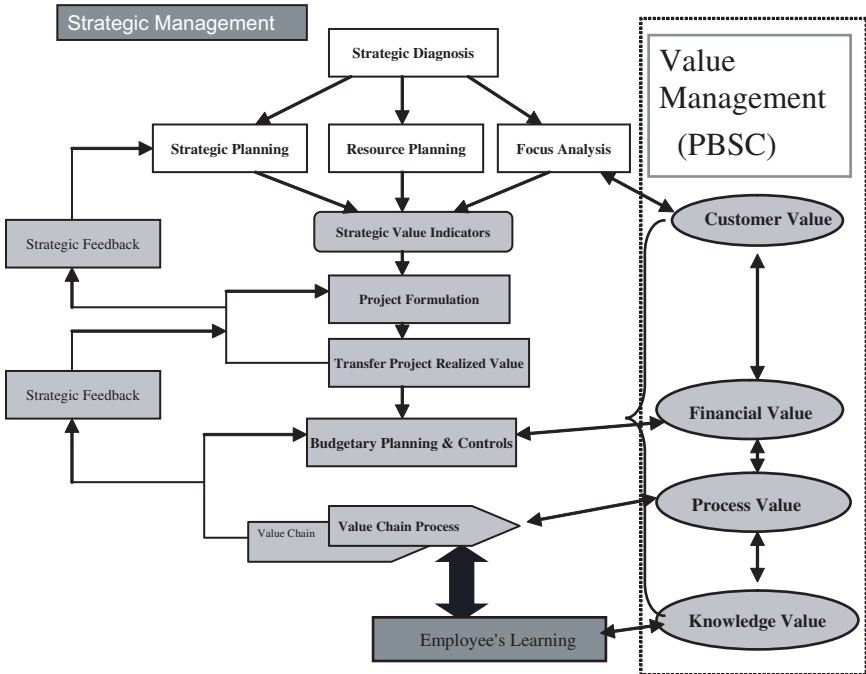 Strategic Management
Strategic Diagnosis
Value
Management
(PBSC)
Strategic Planning
Resource Planning
Focus Analysis
Customer Value
Strategic Value Indicators
Strategic Feedback
Project Formulation
Transfer Project Realized Value
Strategic Feedback
Financial Value
Budgetary Planning & Controls
Process Value
Value Chain
Value Chain Process
Knowledge Value
Employee's Learning